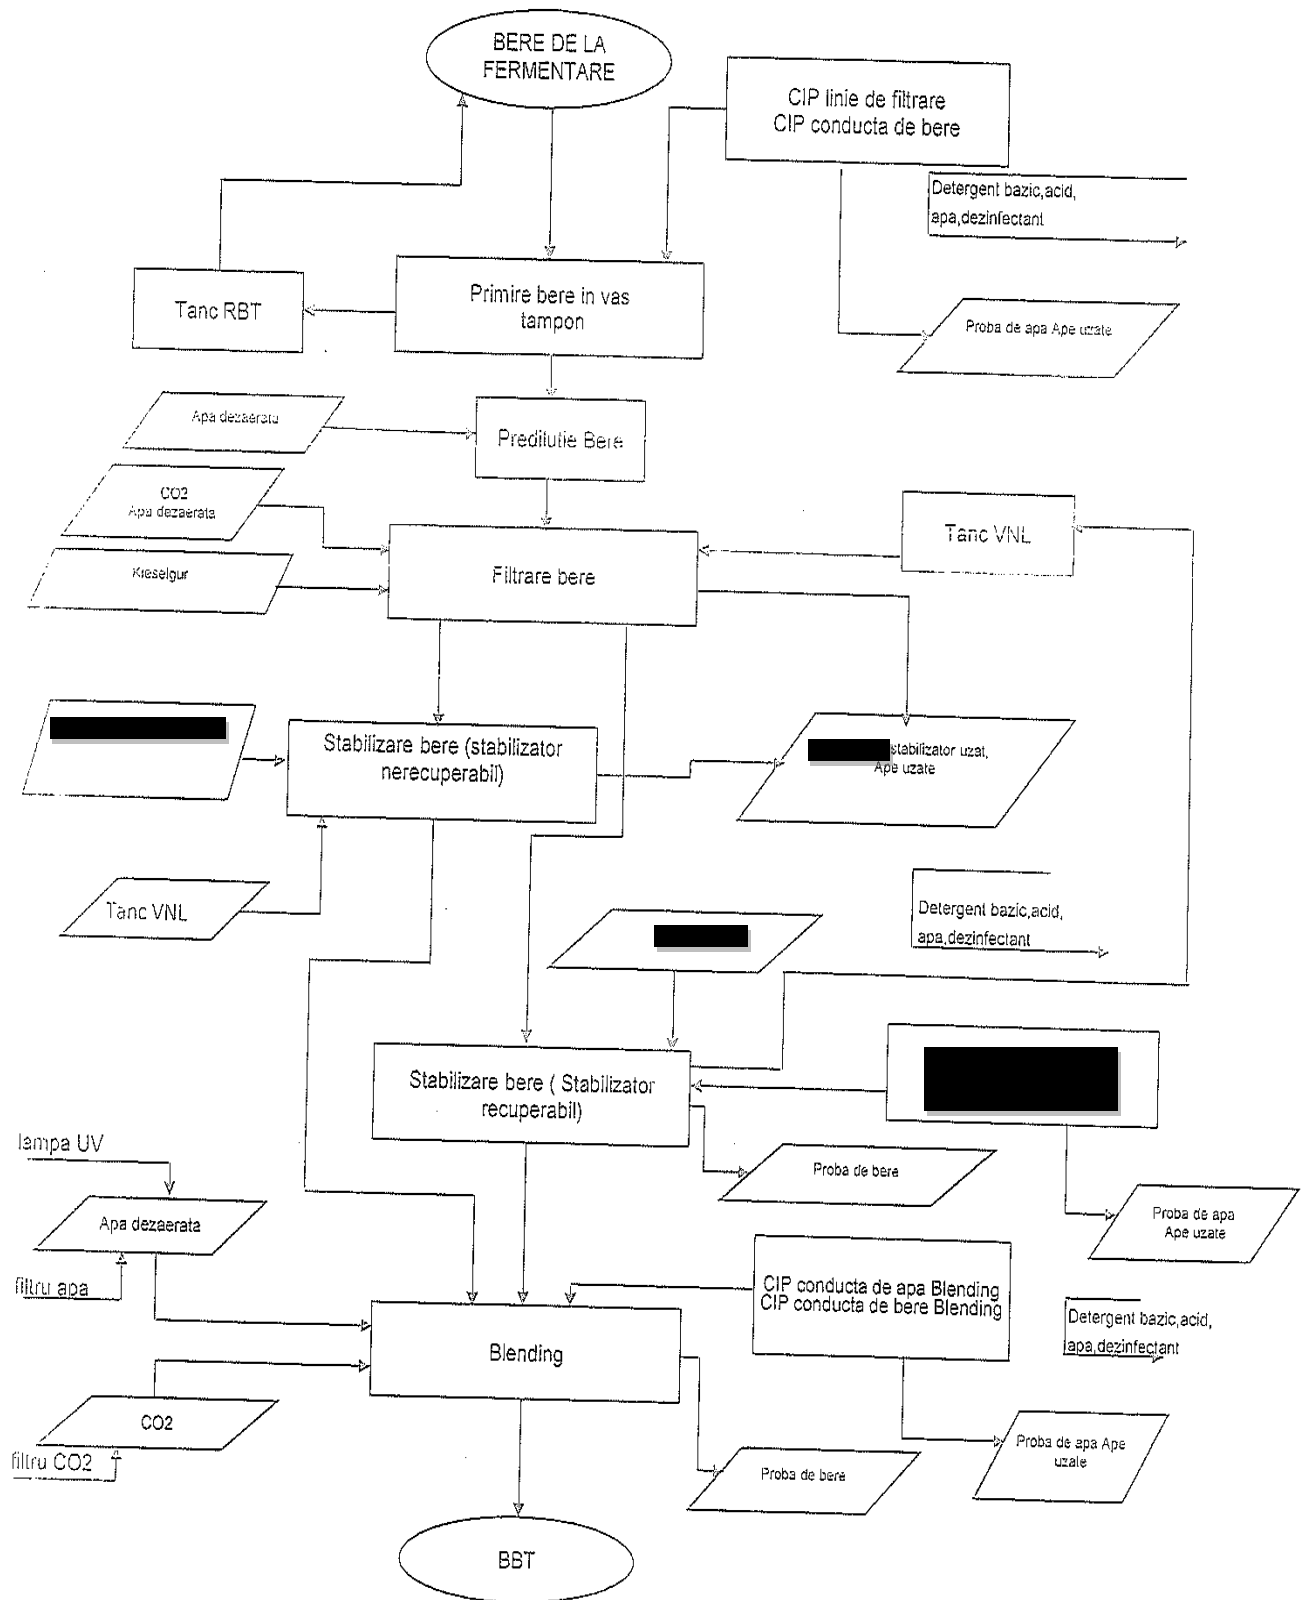 BERE DE LA
FERMENTARE
CIP linie de filtrare
CIP conducta de bere
Detergent bazic,acid,
apa,dezinfectant
Tanc RBT
Primire bere in vas
tampon
Proba de apa Ape uzate
Apa dezaerata
Predilutie Bere
CO2
Apa dezaerata
Tanc VNL
Kieselgur
Filtrare bere
Stabilizare bere (stabilizator
nerecuperabil)
stabilizator uzat,
Ape uzate
Tanc VNL
Detergent bazic,acid,
apa,dezinfectant
Stabilizare bere ( Stabilizator
recuperabil)
lampa UV
Proba de bere
Apa dezaerata
Proba de apa
Ape uzate
filtru apa
CIP conducta de apa Blending
CIP conducta de bere Blending
Detergent bazic,acid,
apa,dezinfectant
Blending
CO2
filtru CO2
Proba de bere
Proba de apa Ape
uzate
BBT